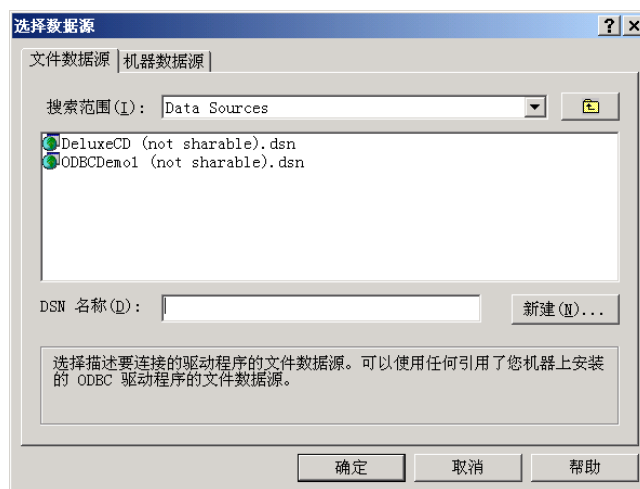 选择数据源
文件数据源 机器数据源
搜索范围(I): Data Sources
DeluxeCD (not sharable).dsn
ODBCDemo1 (not sharable).dsn
DSN 名称(D): 新建(N)...
选择描述要连接的驱动程序的文件数据源。可以使用任何引用了您机器上安装
的 ODBC 驱动程序的文件数据源。
确定 取消 帮助